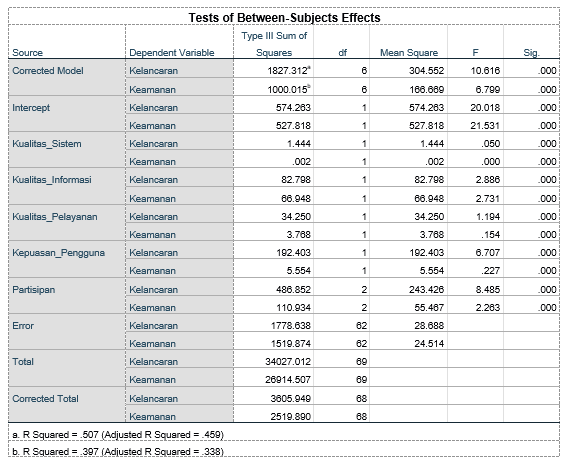 Tests of Between-Subjects Effects
Source Dependent Variable Type III Sum of Squares df Mean Square F Sig.
Corrected Model Kelancaran 1827.312a 6 304.552 10.616 .000
Keamanan 1000.015b 6 166.669 6.799 .000
Intercept Kelancaran 574.263 1 574.263 20.018 .000
Keamanan 527.818 1 527.818 21.531 .000
Kualitas_Sistem Kelancaran 1.444 1 1.444 .050 .000
Keamanan .002 1 .002 .000 .000
Kualitas_Informasi Kelancaran 82.798 1 82.798 2.886 .000
Keamanan 66.948 1 66.948 2.731 .000
Kualitas_Pelayanan Kelancaran 34.250 1 34.250 1.194 .000
Keamanan 3.768 1 3.768 .154 .000
Kepuasan_Pengguna Kelancaran 192.403 1 192.403 6.707 .000
Keamanan 5.554 1 5.554 .227 .000
Partisipan Kelancaran 486.852 2 243.426 8.485 .000
Keamanan 110.934 2 55.467 2.263 .000
Error Kelancaran 1778.638 62 28.688
Keamanan 1519.874 62 24.514
Total Kelancaran 34027.012 69
Keamanan 26914.507 69
Corrected Total Kelancaran 3605.949 68
Keamanan 2519.890 68
a. R Squared = .507 (Adjusted R Squared = .459)
b. R Squared = .397 (Adjusted R Squared = .338)